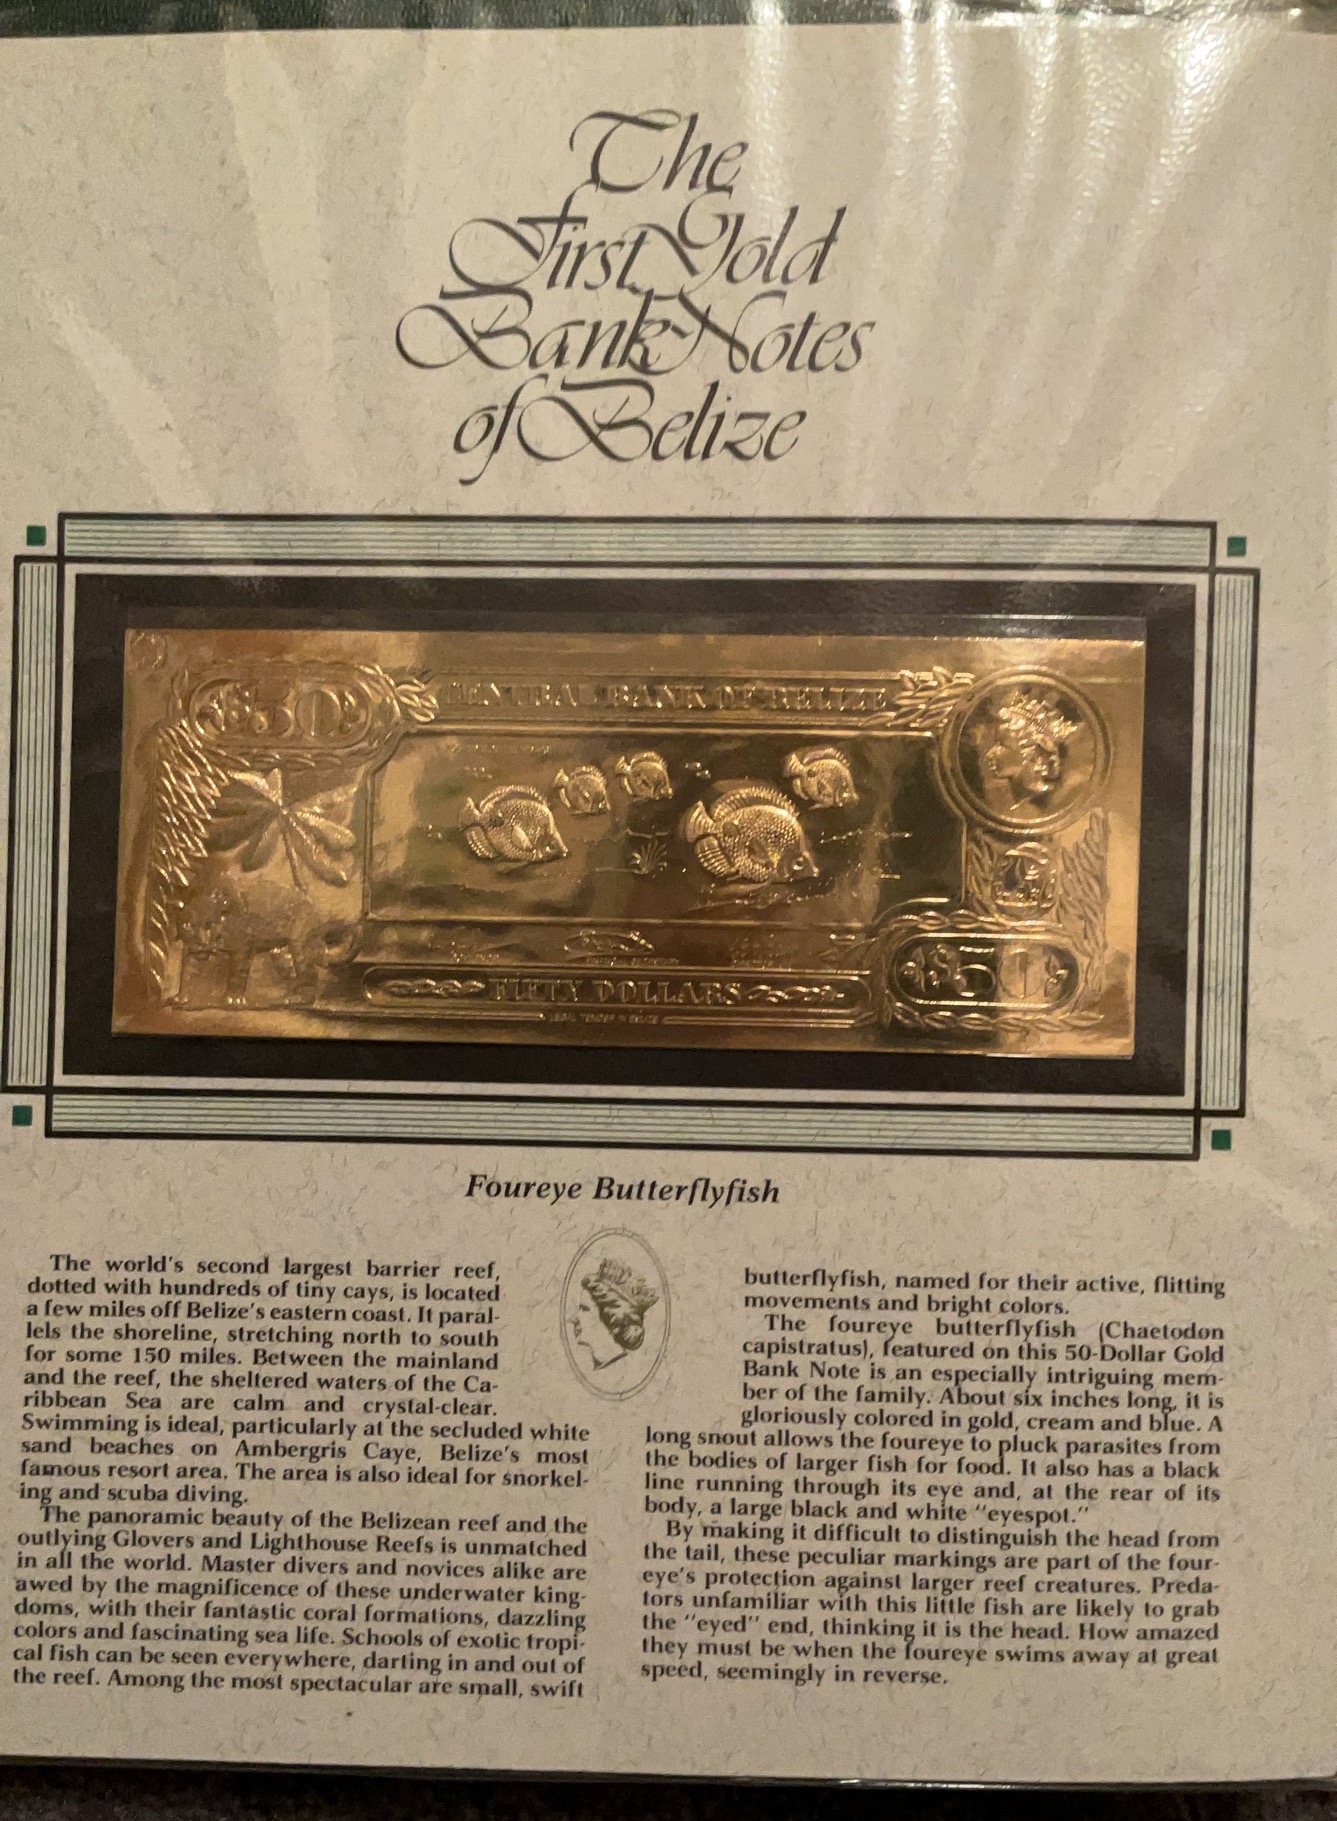 The
First Gold
Bank Notes
of Belize
$50
CENTRAL BANK OF BELIZE
FIFTY DOLLARS
$50
Foureye Butterflyfish
The world's second largest barrier reef,
dotted with hundreds of tiny cays, is located
a few miles off Belize's eastern coast. It paral-
lels the shoreline, stretching north to south
for some 150 miles. Between the mainland
and the reef, the sheltered waters of the Ca-
ribbean Sea are calm and crystal-clear.
Swimming is ideal, particularly at the secluded white
sand beaches on Ambergris Caye, Belize's most
famous resort area. The area is also ideal for snorkel-
ing and scuba diving.
The panoramic beauty of the Belizean reef and the
outlying Glovers and Lighthouse Reefs is unmatched
in all the world. Master divers and novices alike are
awed by the magnificence of these underwater king-
doms, with their fantastic coral formations, dazzling
colors and fascinating sea life. Schools of exotic tropi-
cal fish can be seen everywhere, darting in and out of
the reef. Among the most spectacular are small, swift
butterflyfish, named for their active, flitting
movements and bright colors.
The foureye butterflyfish (Chaetodon
capistratus), featured on this 50-Dollar Gold
Bank Note is an especially intriguing mem-
ber of the family. About six inches long, it is
gloriously colored in gold, cream and blue. A
long snout allows the foureye to pluck parasites from
the bodies of larger fish for food. It also has a black
line running through its eye and, at the rear of its
body, a large black and white "eyespot."
By making it difficult to distinguish the head from
the tail, these peculiar markings are part of the four-
eye's protection against larger reef creatures. Preda-
tors unfamiliar with this little fish are likely to grab
the "eyed" end, thinking it is the head. How amazed
they must be when the foureye swims away at great
speed, seemingly in reverse.